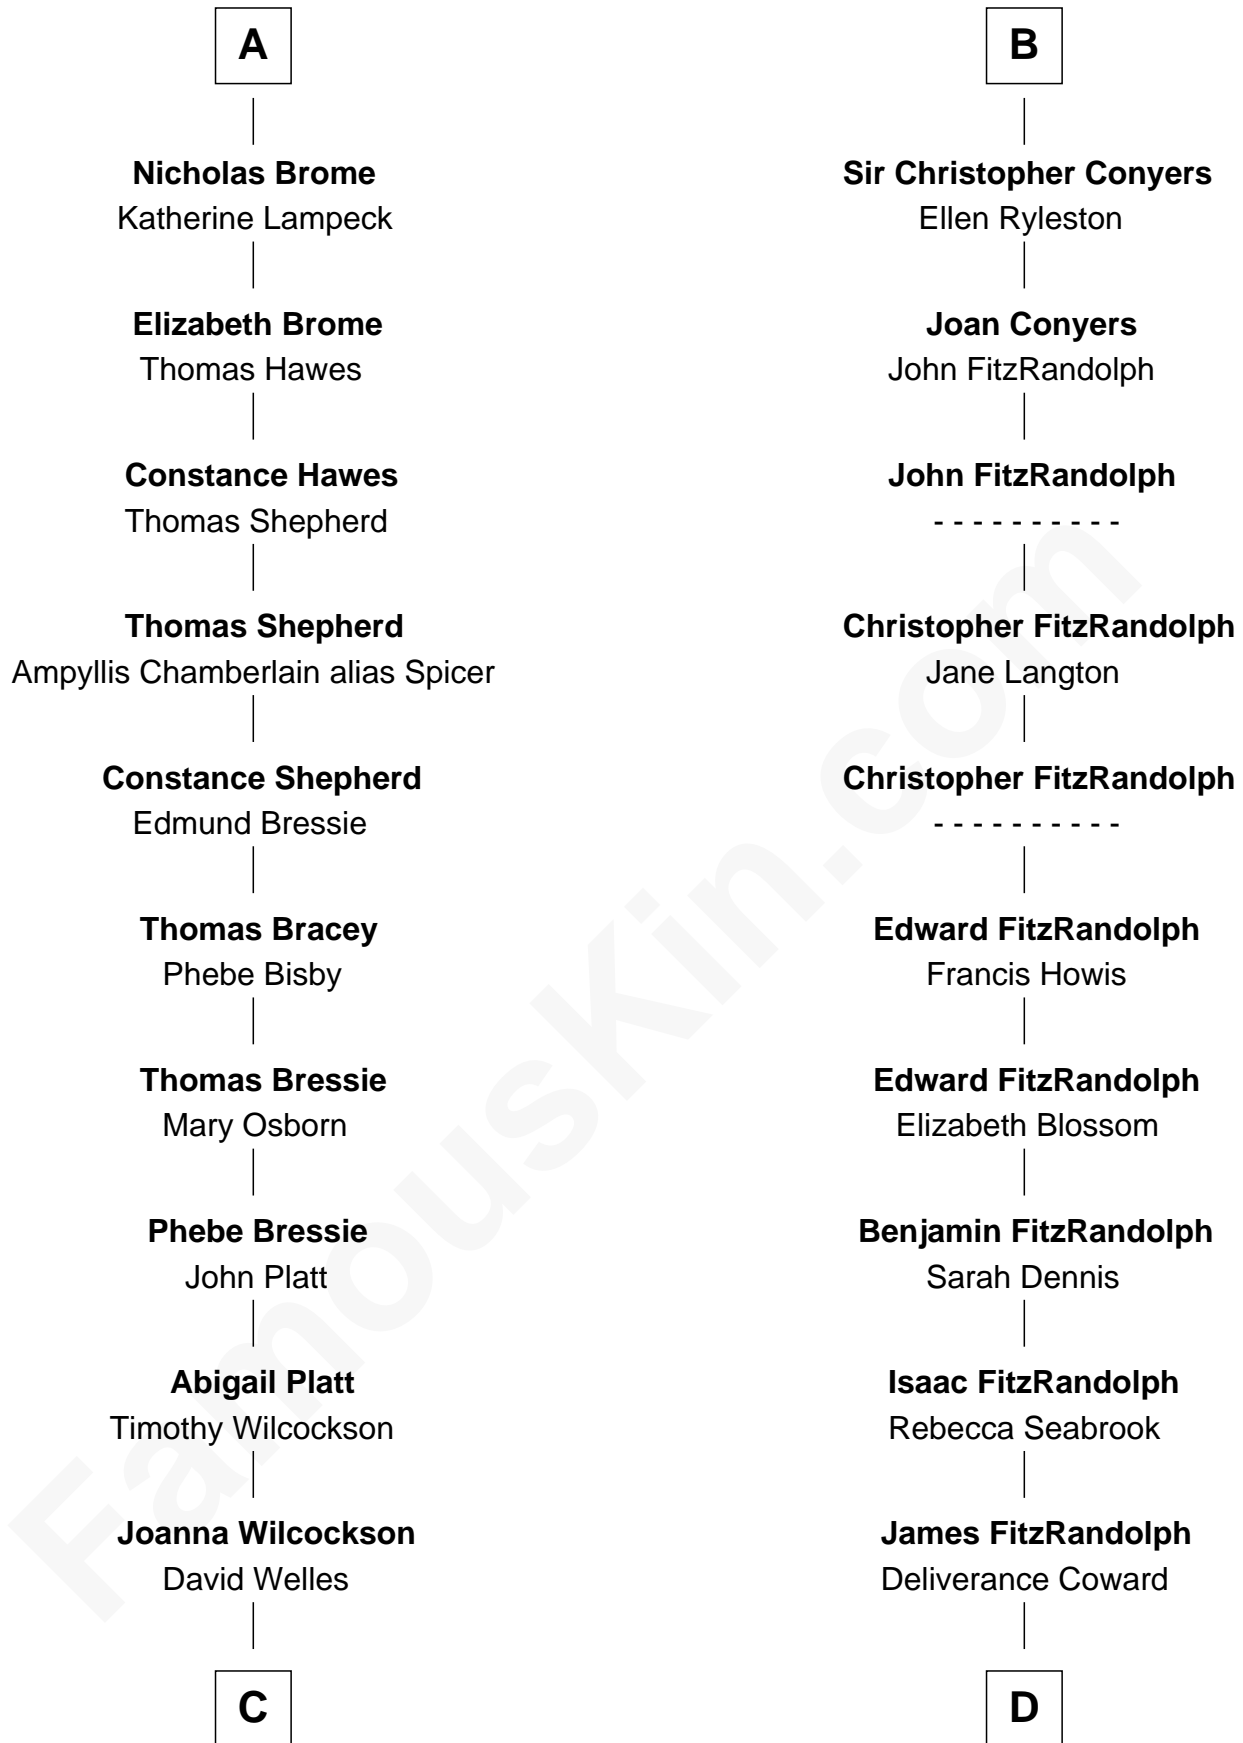 A
Nicholas Brome
Katherine Lampeck
Elizabeth Brome
Thomas Hawes
Constance Hawes
Thomas Shepherd
Thomas Shepherd
Ampyllis Chamberlain alias Spicer
Constance Shepherd
Edmund Bressie
Thomas Bracey
Phebe Bisby
Thomas Bressie
Mary Osborn
Phebe Bressie
John Platt
Abigail Platt
Timothy Wilcockson
Joanna Wilcockson
David Welles
C
B
Sir Christopher Conyers
Ellen Ryleston
Joan Conyers
John FitzRandolph
John FitzRandolph
- - - - - - - - - -
Christopher FitzRandolph
Jane Langton
Christopher FitzRandolph
- - - - - - - - - -
Edward FitzRandolph
Francis Howis
Edward FitzRandolph
Elizabeth Blossom
Benjamin FitzRandolph
Sarah Dennis
Isaac FitzRandolph
Rebecca Seabrook
James FitzRandolph
Deliverance Coward
D
FamousKin.com